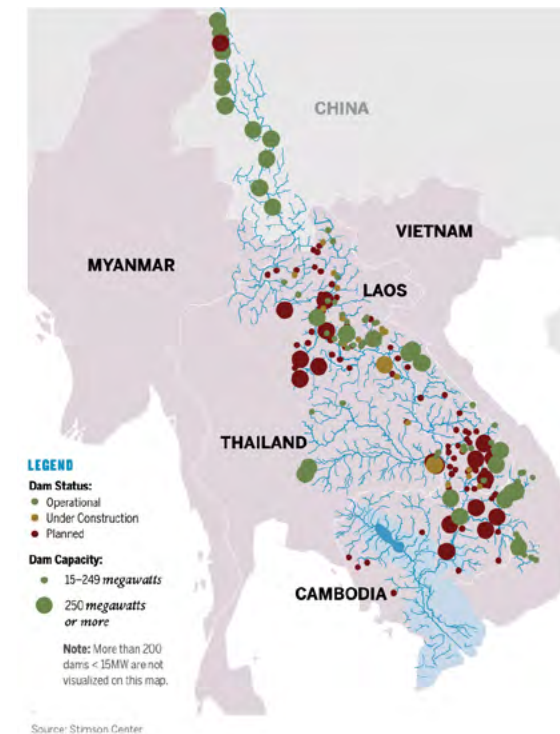 CHINA
VIETNAM
MYANMAR
LAOS
THAILAND
LEGEND
Dam Status:
Operational
Under Construction
Planned
Dam Capacity:
15–249 megawatts
250 megawatts
or more
CAMBODIA
Note: More than 200
dams < 15MW are not
visualized on this map.
Source: Stimson Center